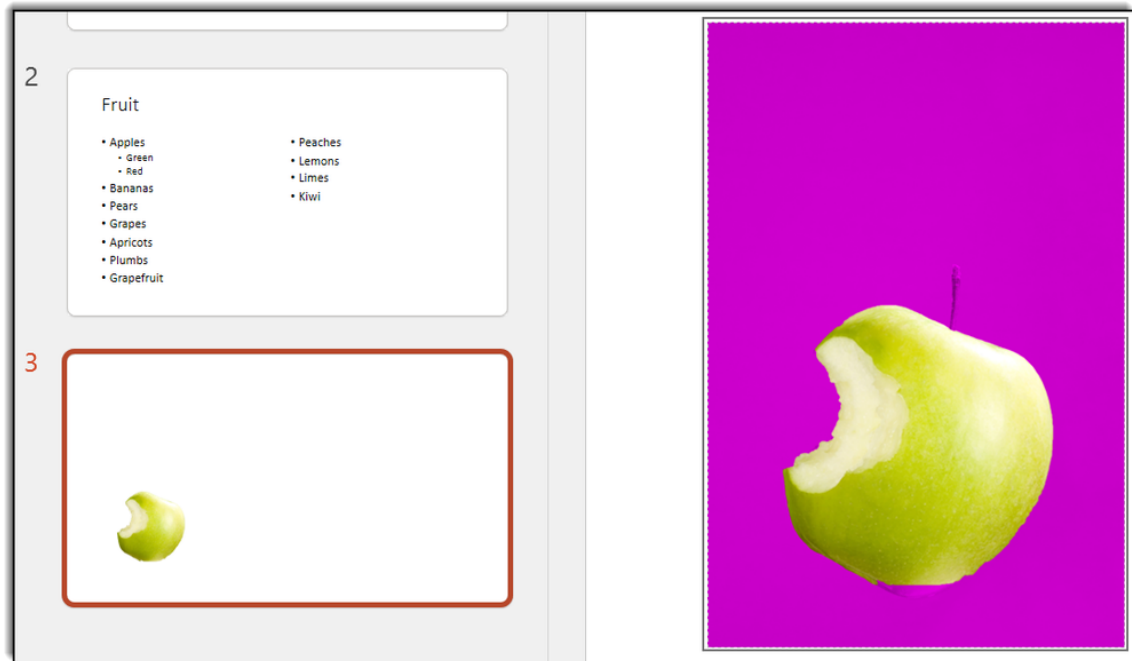 2
Fruit
• Apples
• Green
• Red
• Bananas
• Pears
• Grapes
• Apricots
• Plumbs
• Grapefruit
• Peaches
• Lemons
• Limes
• Kiwi
3